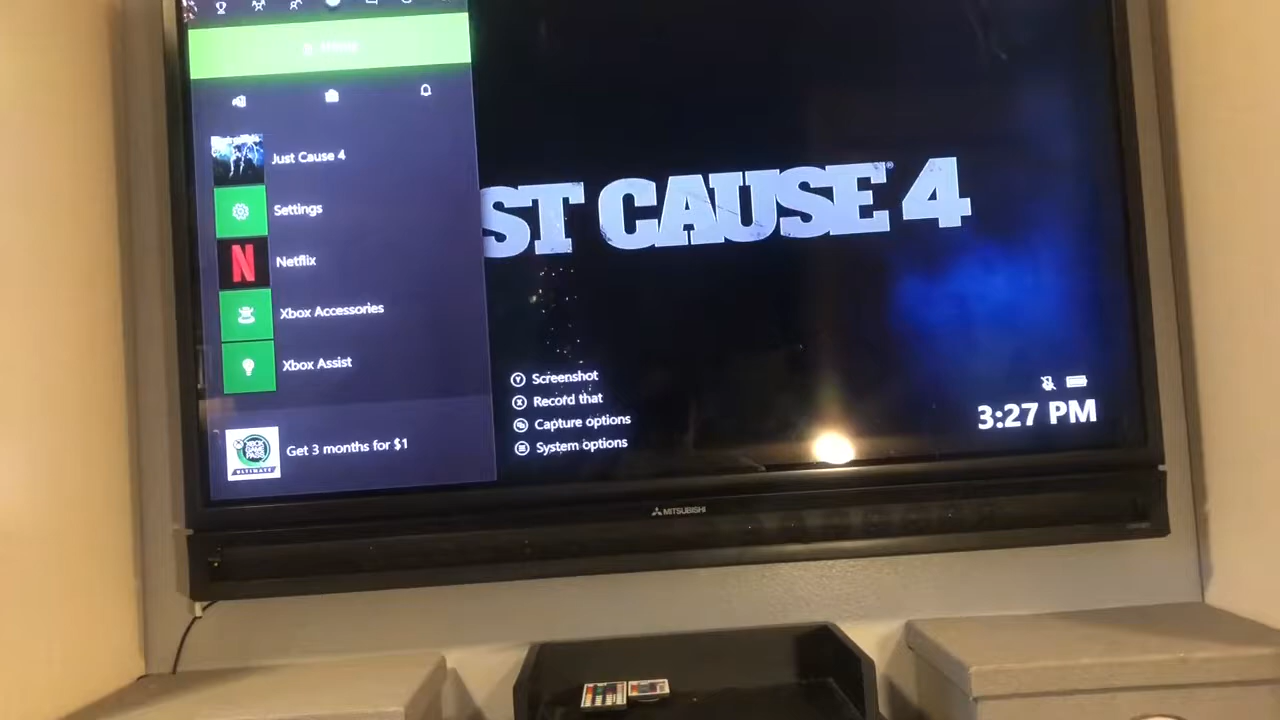 Just Cause 4
Settings
Netflix
N
Xbox Accessories
Xbox Assist
Get 3 months for $1
ULTIMATE
ST CAUSE 4
Y Screenshot
X Record that
Capture options
System options
3:27 PM
MITSUBISHI